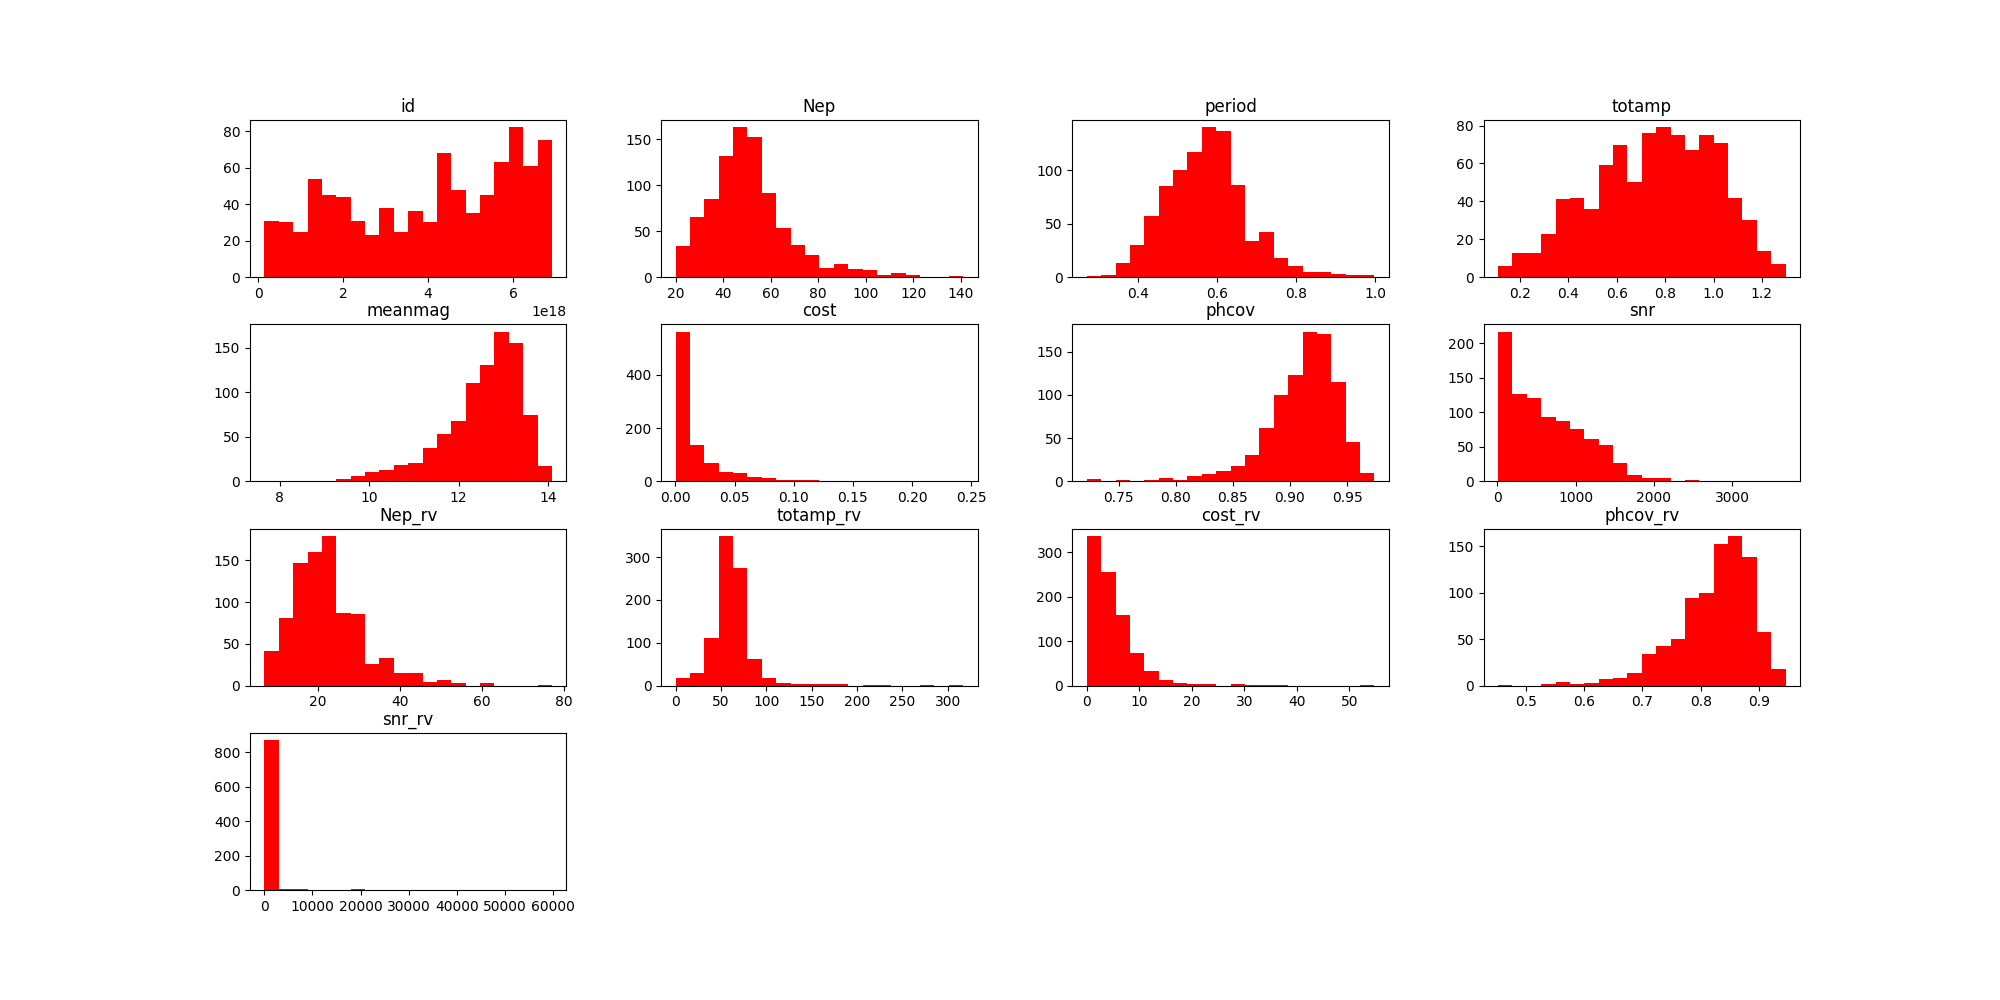 id Nep period totamp
80 60 40 20 0
0 2 4 6
1e18
150 100 50 0
20 40 60 80 100 120 140
100 50 0
0.4 0.6 0.8 1.0
80 60 40 20 0
0.2 0.4 0.6 0.8 1.0 1.2
meanmag cost phcov snr
150 100 50 0
8 10 12 14
400 200 0
0.00 0.05 0.10 0.15 0.20 0.25
150 100 50 0
0.75 0.80 0.85 0.90 0.95
200 150 100 50 0
0 1000 2000 3000
Nep_rv totamp_rv cost_rv phcov_rv
150 100 50 0
20 40 60 80
300 200 100 0
0 50 100 150 200 250 300
300 200 100 0
0 10 20 30 40 50
150 100 50 0
0.5 0.6 0.7 0.8 0.9
snr_rv
800 600 400 200 0
0 10000 20000 30000 40000 50000 60000